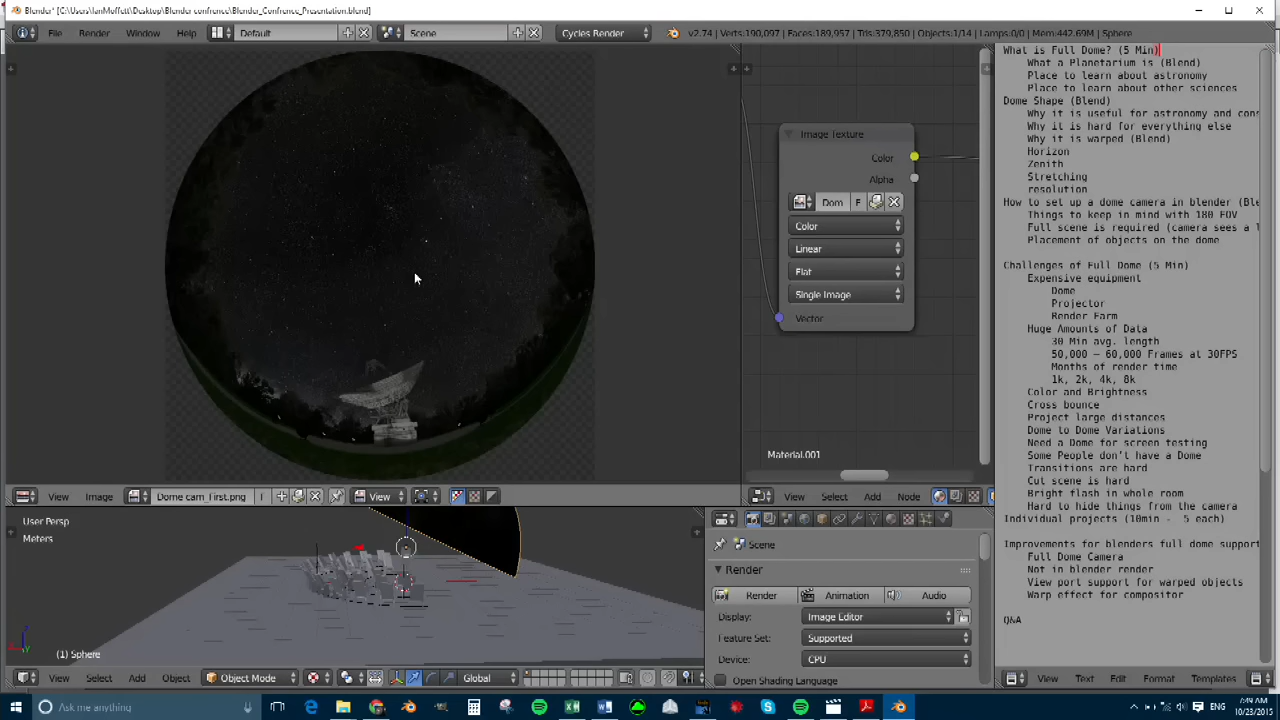 Blender* [C:\Users\IanMoffett\Desktop\Blender confrence\Blender_Confrence_Presentation.blend]
File Render Window Help Default Scene Cycles Render v2.74 | Verts:190,097 | Faces:189,957 | Tris:379,850 | Objects:1/14 | Lamps:0/0 | Mem:442.69M | Sphere
Image Texture
Color
Alpha
Dom F
Color
Linear
Flat
Single Image
Vector
Material.001
View Select Add Node
View Image Dome cam_First.png F View
User Persp
Meters
(1) Sphere
View Select Add Object Object Mode Global
Scene
Render
Render Animation Audio
Display: Image Editor
Feature Set: Supported
Device: CPU
Open Shading Language
What is Full Dome? (5 Min)
What a Planetarium is (Blend)
Place to learn about astronomy
Place to learn about other sciences
Dome Shape (Blend)
Why it is useful for astronomy and cons
Why it is hard for everything else
Why it is warped (Blend)
Horizon
Zenith
Stretching
resolution
How to set up a dome camera in blender (Ble
Things to keep in mind with 180 FOV
Full scene is required (camera sees a l
Placement of objects on the dome
Challenges of Full Dome (5 Min)
Expensive equipment
Dome
Projector
Render Farm
Huge Amounts of Data
30 Min avg. length
50,000 – 60,000 Frames at 30FPS
Months of render time
1k, 2k, 4k, 8k
Color and Brightness
Cross bounce
Project large distances
Dome to Dome Variations
Need a Dome for screen testing
Some People don't have a Dome
Transitions are hard
Cut scene is hard
Bright flash in whole room
Hard to hide things from the camera
Individual projects (10min - 5 each)
Improvements for blenders full dome support
Full Dome Camera
Not in blender render
View port support for warped objects
Warp effect for compositor
Q&A
View Text Edit Format Templates
Ask me anything
ENG
7:49 AM
10/23/2015